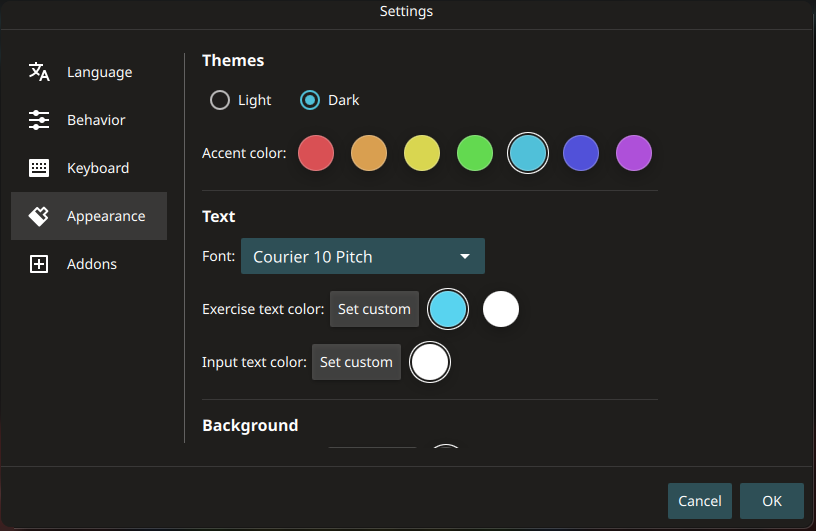 Settings
Language
Behavior
Keyboard
Appearance
Addons
Themes
Light Dark
Accent color:
Text
Font: Courier 10 Pitch
Exercise text color: Set custom
Input text color: Set custom
Background
Cancel OK